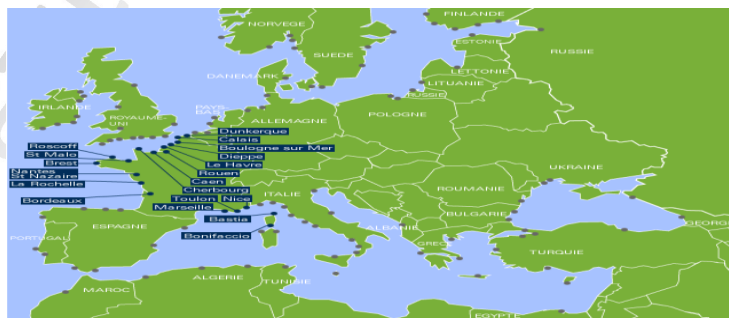 NORVEGE
FINLANDE
SUEDE
ESTONIE
RUSSIE
LETTONIE
DANEMARK
LITUANIE
RUSSIE
IRLANDE
ROYAUME-
UNI
PAYS-
BAS
ALLEMAGNE
POLOGNE
Dunkerque
Calais
Boulogne sur Mer
Dieppe
Le Havre
Rouen
Caen
Cherbourg
Roscoff
St Malo
Brest
Nantes
St Nazaire
La Rochelle
Bordeaux
Toulon
Nice
Marseille
Bastia
Bonifaccio
UKRAINE
ITALIE
ROUMANIE
BULGARIE
GEORGIE
ALBANIE
GRECE
TURQUIE
PORTUGAL
ESPAGNE
MAROC
ALGERIE
TUNISIE
EGYPTE